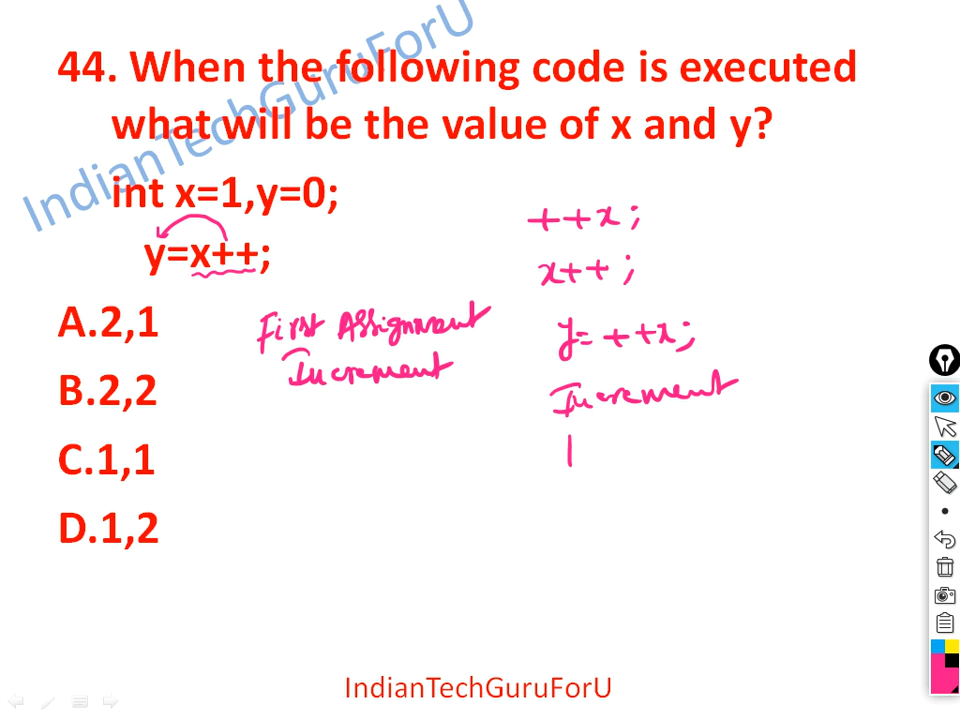 IndianTechGuruForU
44. When the following code is executed
what will be the value of x and y?
int x=1,y=0;
y=x++;
A.2,1
B.2,2
C.1,1
D.1,2
First Assignment
Increment
++x;
x++;
y=++x;
Increment
IndianTechGuruForU